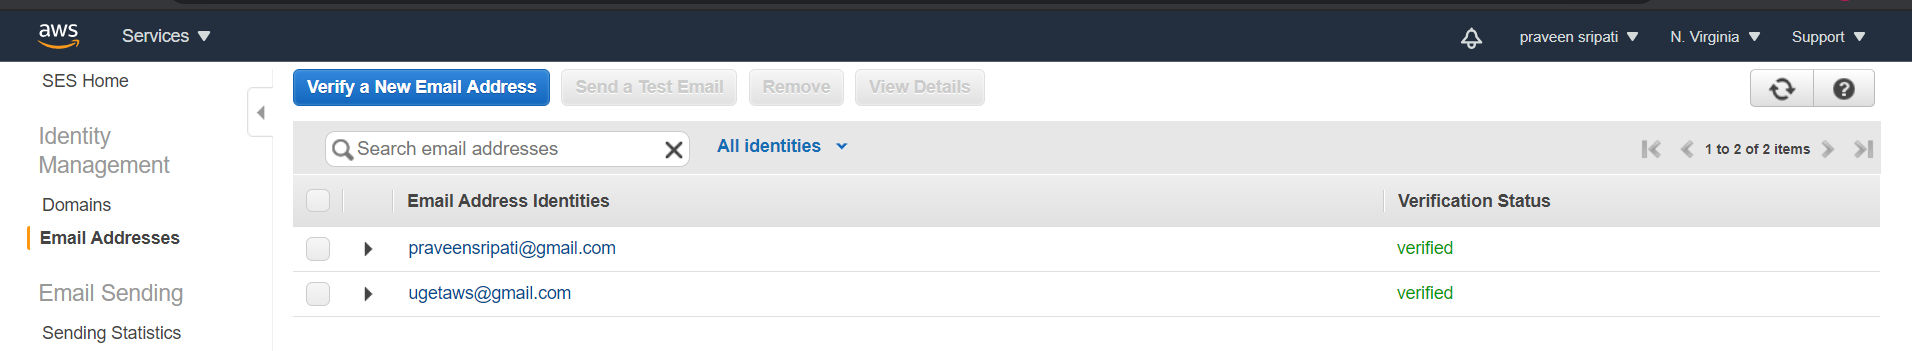 aws Services praveen sripati N. Virginia Support
SES Home
Identity
Management
Domains
Email Addresses
Email Sending
Sending Statistics
Verify a New Email Address Send a Test Email Remove View Details
Search email addresses All identities 1 to 2 of 2 items
Email Address Identities Verification Status
praveensripati@gmail.com verified
ugetaws@gmail.com verified